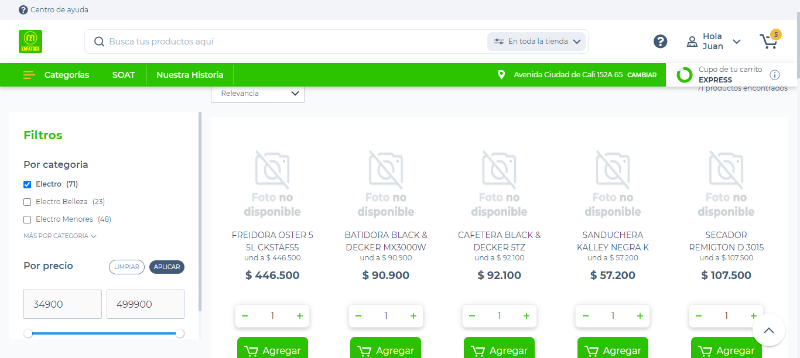 Centro de ayuda
Busca tus productos aquí
En toda la tienda
Hola
Juan
5
Categorías
SOAT
Nuestra Historia
Avenida Ciudad de Cali 152A 65 CAMBIAR
Cupo de tu carrito
EXPRESS
Relevancia
71 productos encontrados
Filtros
Por categoria
Electro (71)
Electro Belleza (23)
Electro Menores (48)
MÁS POR CATEGORIA
Por precio
LIMPIAR
APLICAR
34900
499900
Foto no
disponible
FREIDORA OSTER 5
SL CKSTAF55
und a $ 446.500
$ 446.500
1
Agregar
Foto no
disponible
BATIDORA BLACK &
DECKER MX3000W
und a $ 90.900
$ 90.900
1
Agregar
Foto no
disponible
CAFETERA BLACK &
DECKER 5TZ
und a $ 92.100
$ 92.100
1
Agregar
Foto no
disponible
SANDUCHERA
KALLEY NEGRA K
und a $ 57.200
$ 57.200
1
Agregar
Foto no
disponible
SECADOR
REMIGTON D 3015
und a $ 107.500
$ 107.500
1
Agregar